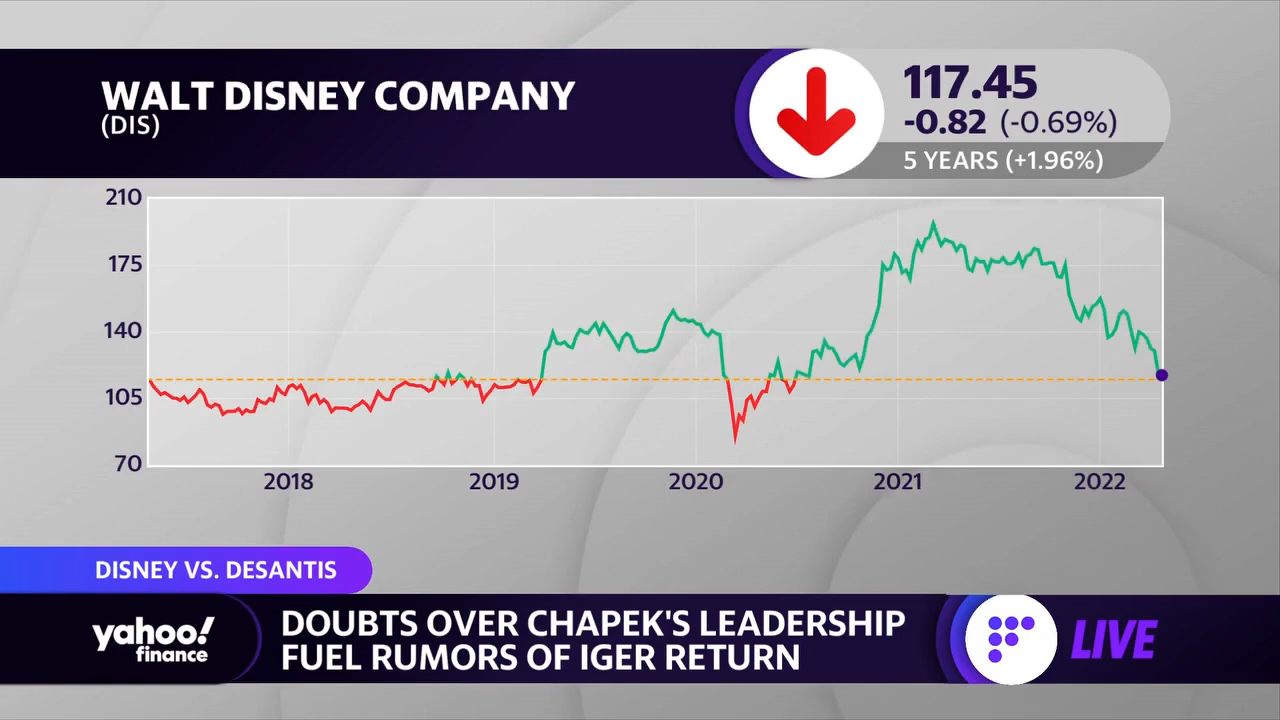 WALT DISNEY COMPANY
(DIS)
117.45
-0.82 (-0.69%)
5 YEARS (+1.96%)
210
175
140
105
70
2018 2019 2020 2021 2022
DISNEY VS. DESANTIS
yahoo!
finance
DOUBTS OVER CHAPEK'S LEADERSHIP
FUEL RUMORS OF IGER RETURN
LIVE